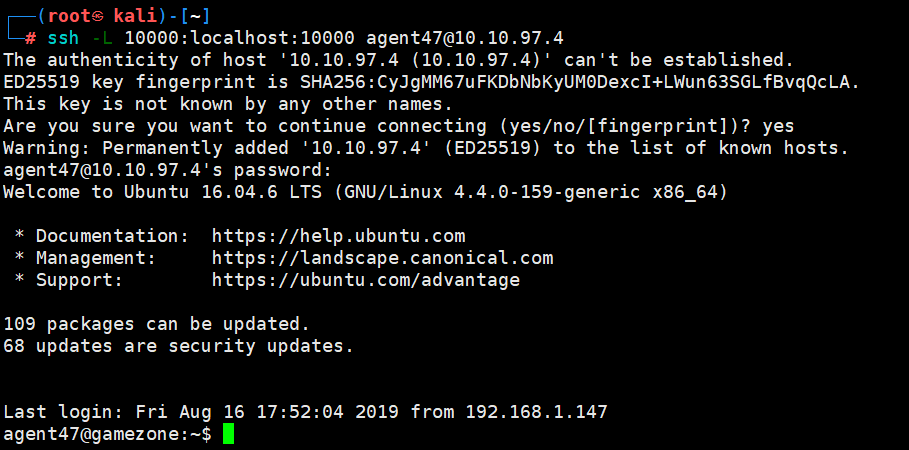 ┌──(root㉿ kali)-[~]
└─# ssh -L 10000:localhost:10000 agent47@10.10.97.4
The authenticity of host '10.10.97.4 (10.10.97.4)' can't be established.
ED25519 key fingerprint is SHA256:CyJgMM67uFKDbNbKyUM0DexcI+LWun63SGLfBvqQcLA.
This key is not known by any other names.
Are you sure you want to continue connecting (yes/no/[fingerprint])? yes
Warning: Permanently added '10.10.97.4' (ED25519) to the list of known hosts.
agent47@10.10.97.4's password:
Welcome to Ubuntu 16.04.6 LTS (GNU/Linux 4.4.0-159-generic x86_64)
* Documentation:  https://help.ubuntu.com
* Management:     https://landscape.canonical.com
* Support:        https://ubuntu.com/advantage
109 packages can be updated.
68 updates are security updates.
Last login: Fri Aug 16 17:52:04 2019 from 192.168.1.147
agent47@gamezone:~$